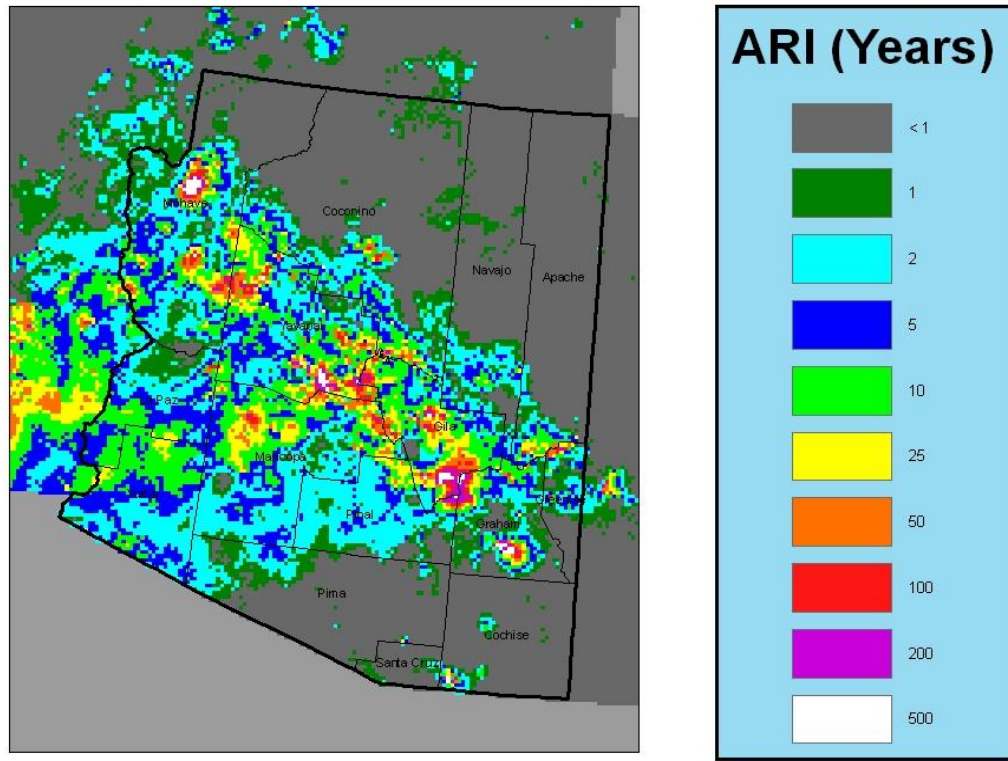 Mohave
Coconino
Navajo
Apache
Yavapai
La Paz
Gila
Maricopa
Pinal
Graham
Greenlee
Pima
Cochise
Santa Cruz
ARI (Years)
< 1
1
2
5
10
25
50
100
200
500